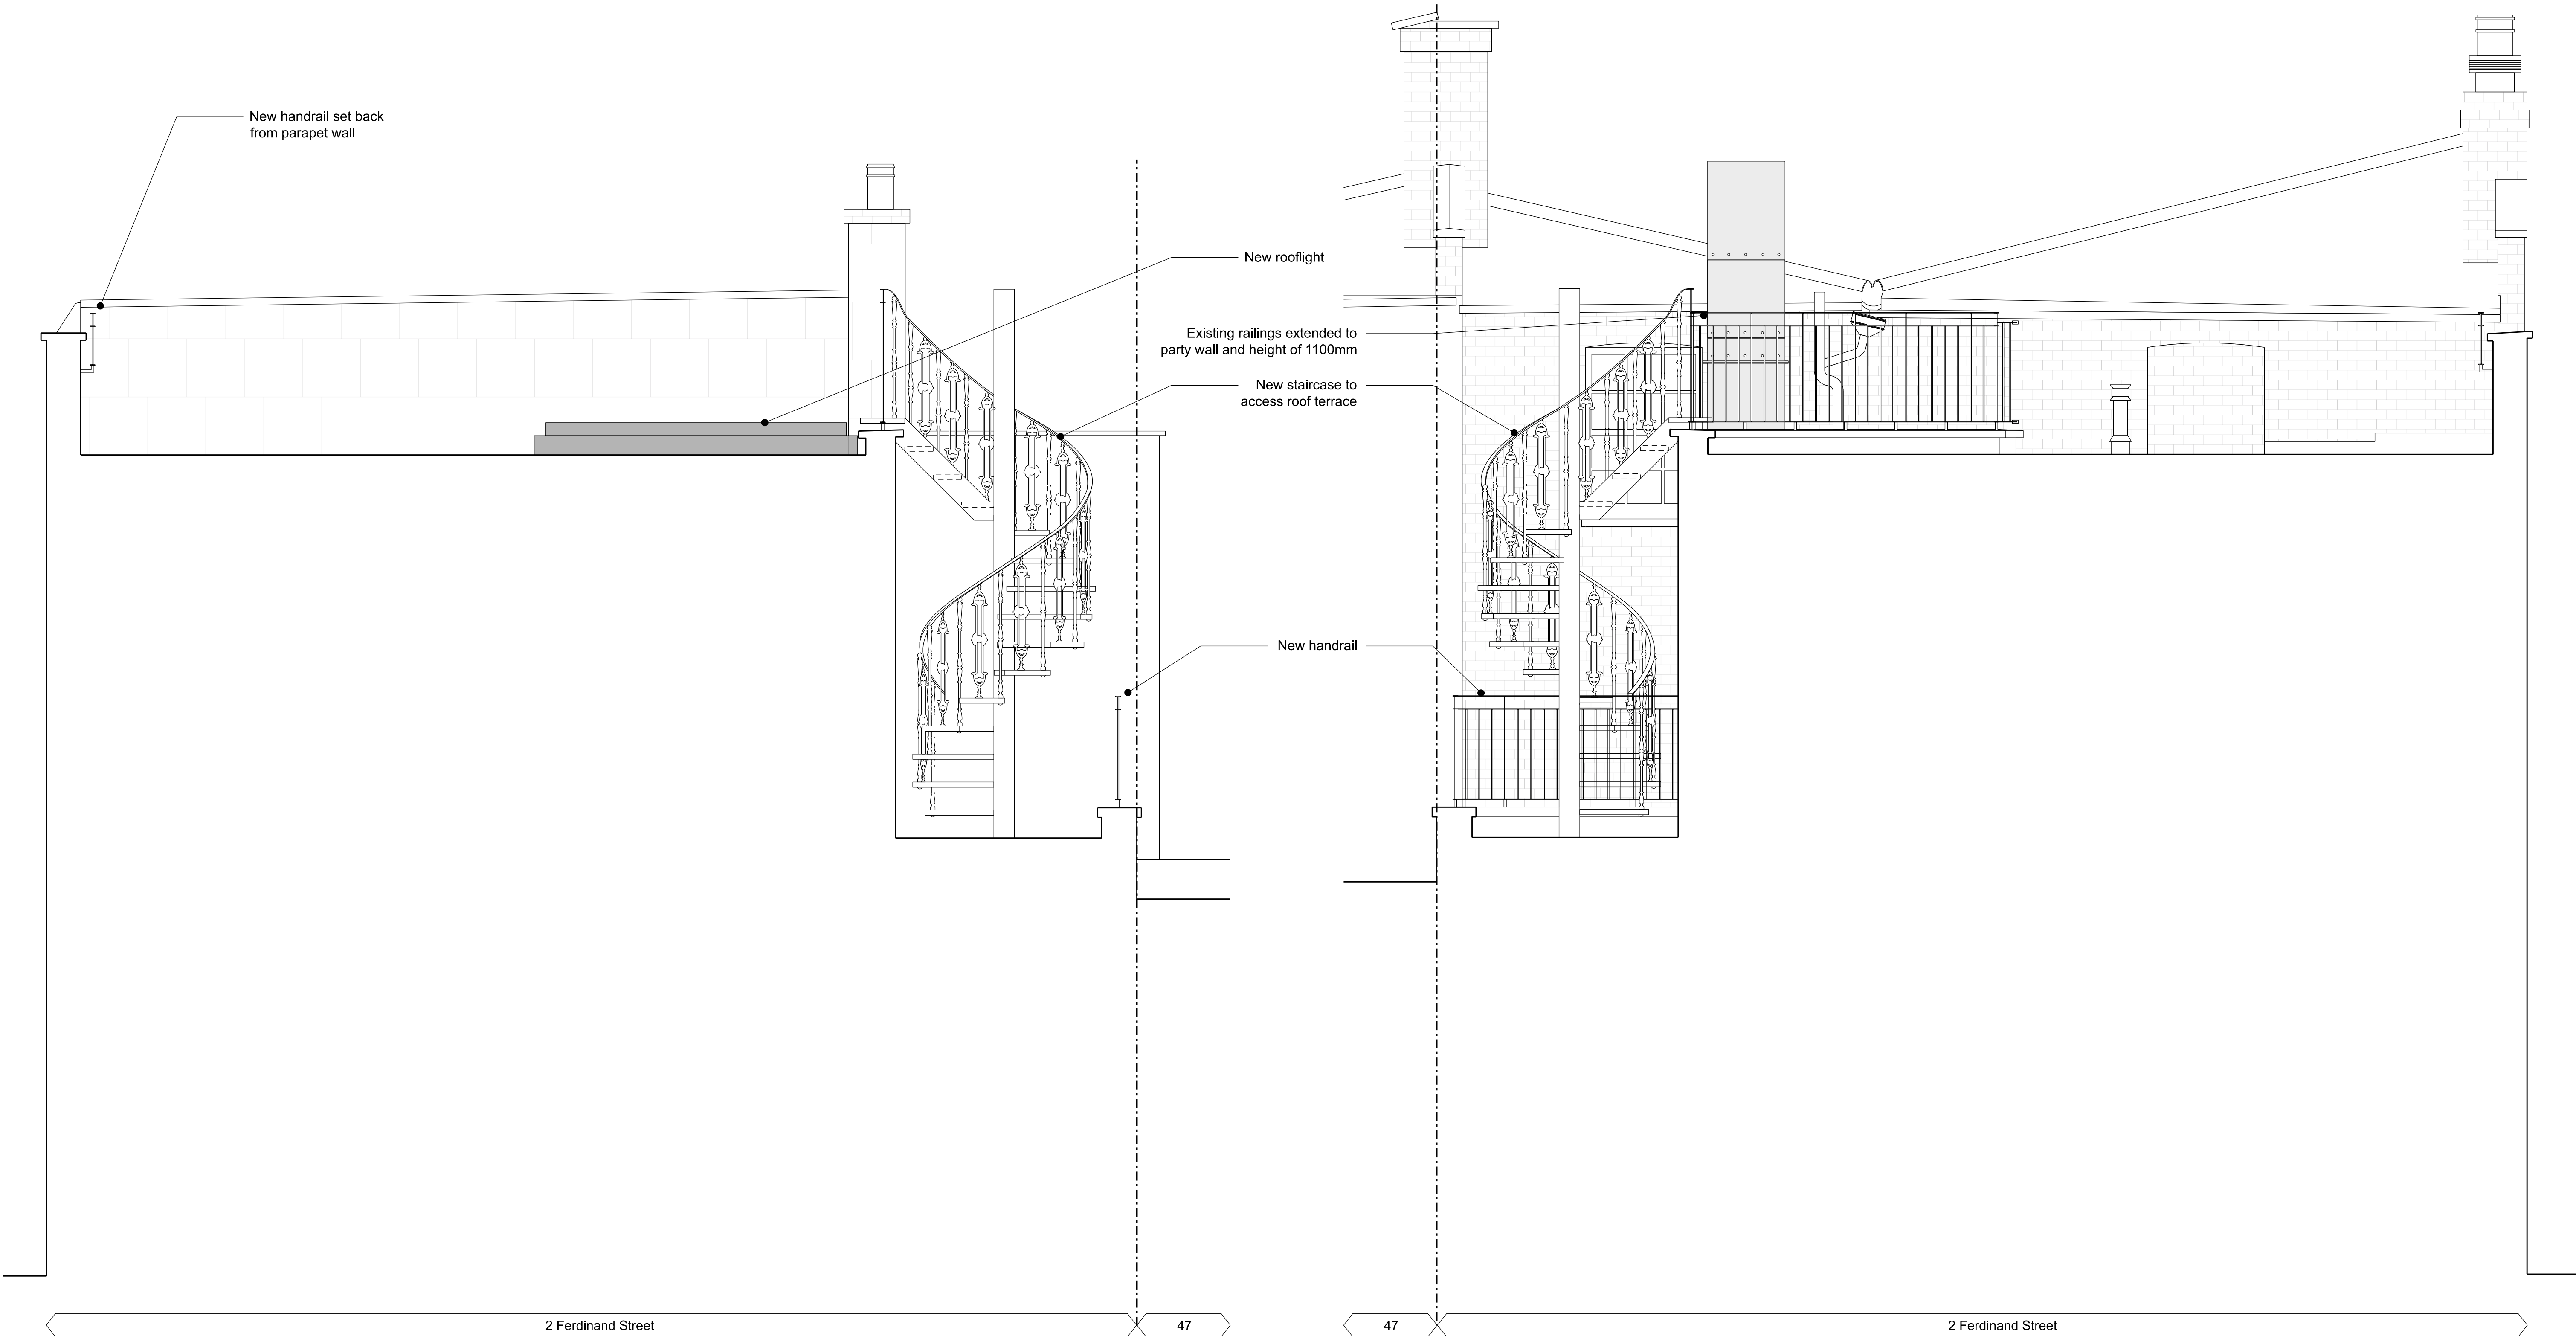 New handrail set back
from parapet wall
New rooflight
Existing railings extended to
party wall and height of 1100mm
New staircase to
access roof terrace
New handrail
2 Ferdinand Street
47
47
2 Ferdinand Street